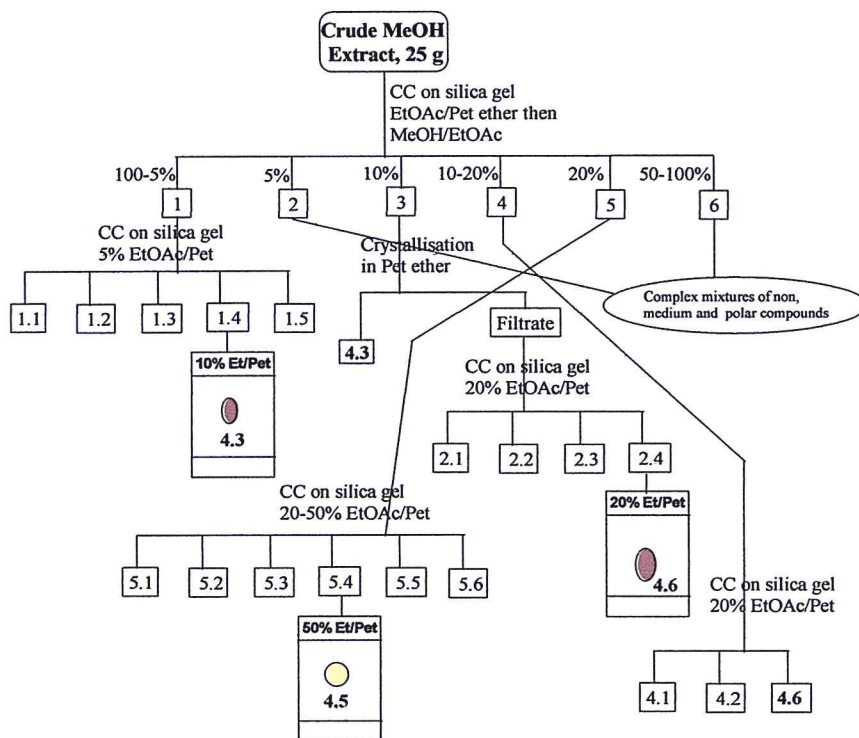 Crude MeOH
Extract, 25 g
CC on silica gel
EtOAc/Pet ether then
MeOH/EtOAc
100-5%
5%
10%
10-20%
20%
50-100%
1
2
3
4
5
6
CC on silica gel
5% EtOAc/Pet
Crystallisation
in Pet ether
Complex mixtures of non,
medium and polar compounds
1.1
1.2
1.3
1.4
1.5
4.3
Filtrate
10% Et/Pet
4.3
CC on silica gel
20% EtOAc/Pet
2.1
2.2
2.3
2.4
20% Et/Pet
4.6
CC on silica gel
20-50% EtOAc/Pet
5.1
5.2
5.3
5.4
5.5
5.6
50% Et/Pet
4.5
CC on silica gel
20% EtOAc/Pet
4.1
4.2
4.6